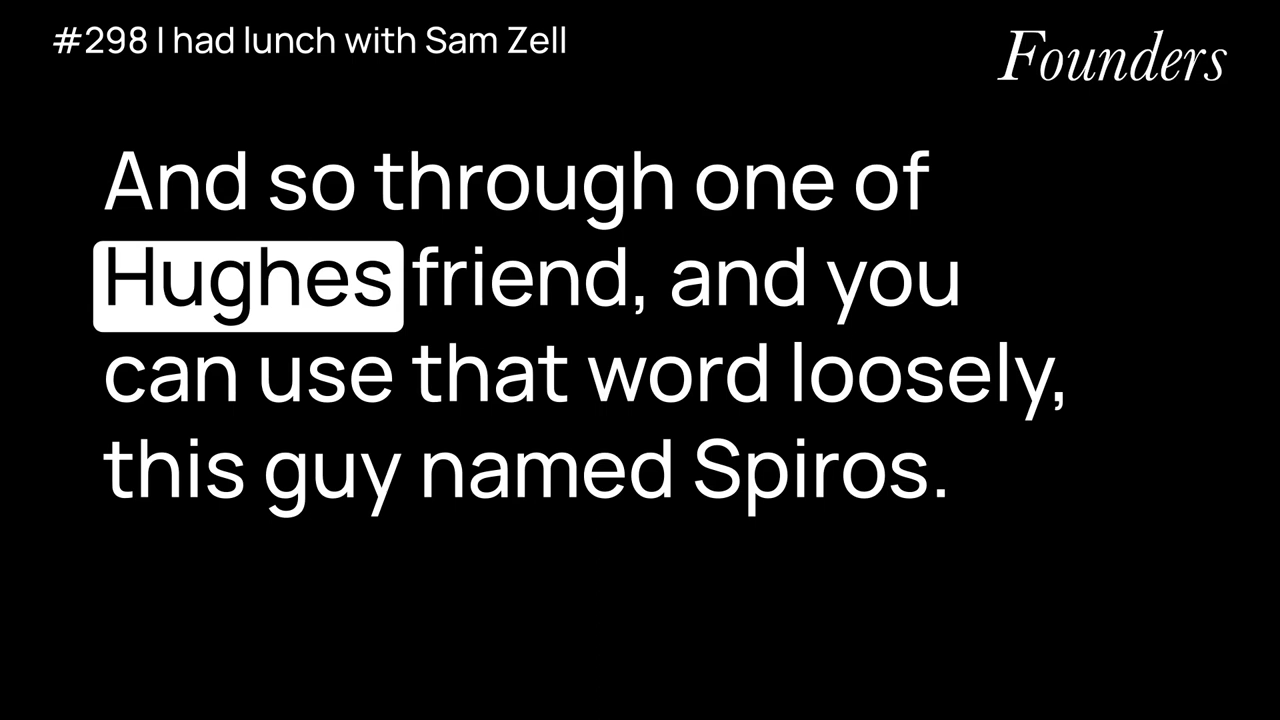 #298 I had lunch with Sam Zell
Founders
And so through one of
Hughes friend, and you
can use that word loosely,
this guy named Spiros.